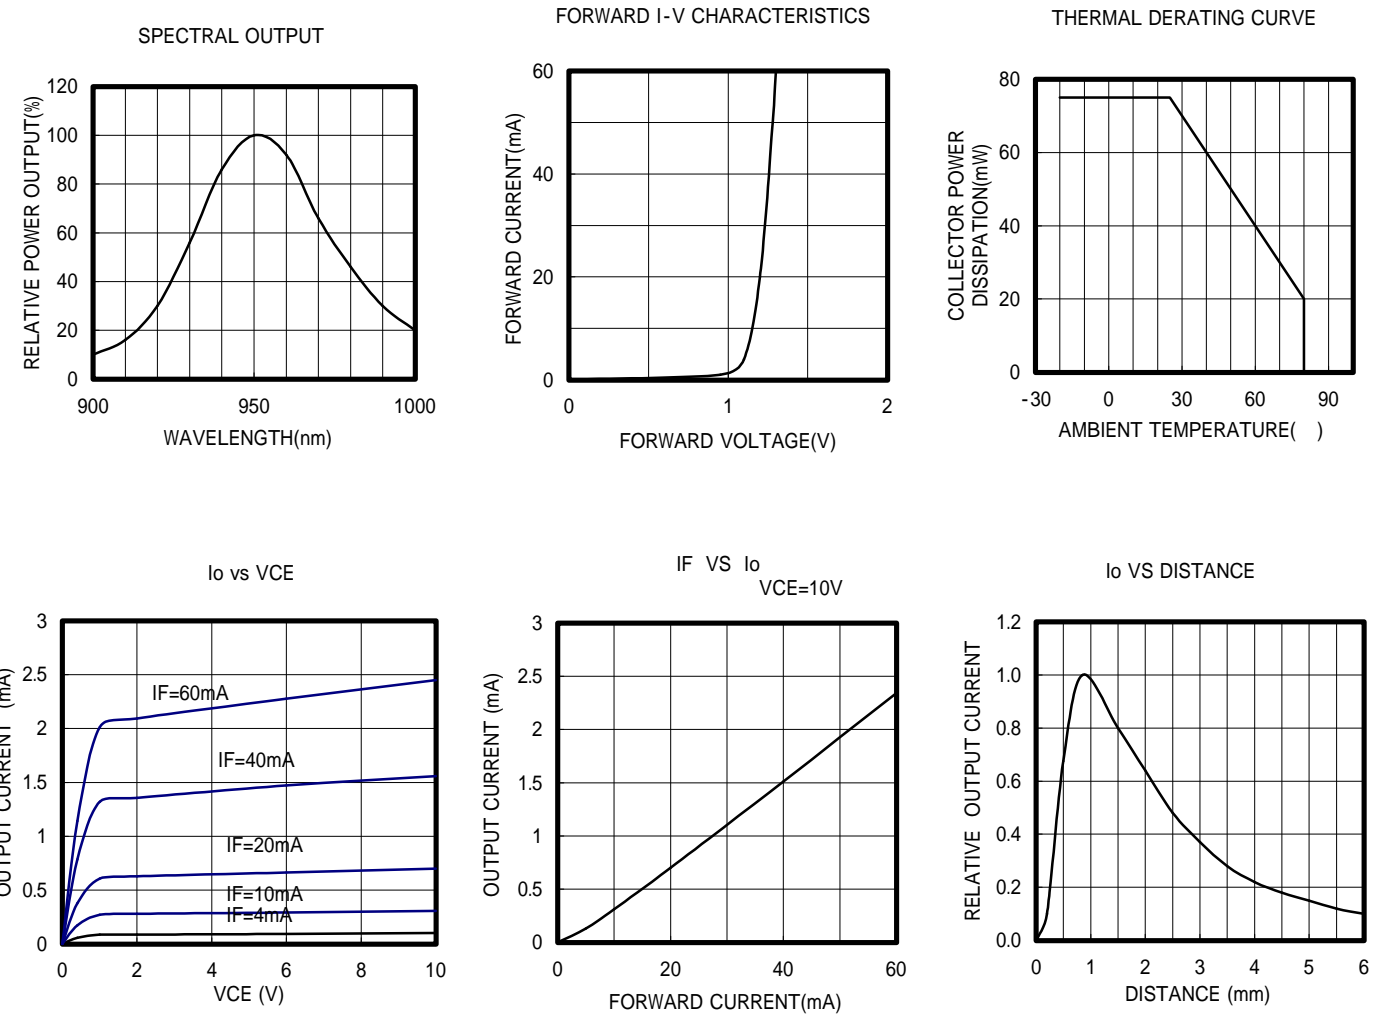 SPECTRAL OUTPUT
RELATIVE POWER OUTPUT(%)
120
100
80
60
40
20
0
900 950 1000
WAVELENGTH(nm)
FORWARD I-V CHARACTERISTICS
FORWARD CURRENT(mA)
60
40
20
0
0 1 2
FORWARD VOLTAGE(V)
THERMAL DERATING CURVE
COLLECTOR POWER
DISSIPATION(mW)
80
60
40
20
0
-30 0 30 60 90
AMBIENT TEMPERATURE( )
Io vs VCE
OUTPUT CURRENT (mA)
3
2.5
2
1.5
1
0.5
0
IF=60mA
IF=40mA
IF=20mA
IF=10mA
IF=4mA
0 2 4 6 8 10
VCE (V)
IF VS Io
VCE=10V
OUTPUT CURRENT (mA)
3
2.5
2
1.5
1
0.5
0
0 20 40 60
FORWARD CURRENT(mA)
Io VS DISTANCE
RELATIVE OUTPUT CURRENT
1.2
1.0
0.8
0.6
0.4
0.2
0.0
0 1 2 3 4 5 6
DISTANCE (mm)